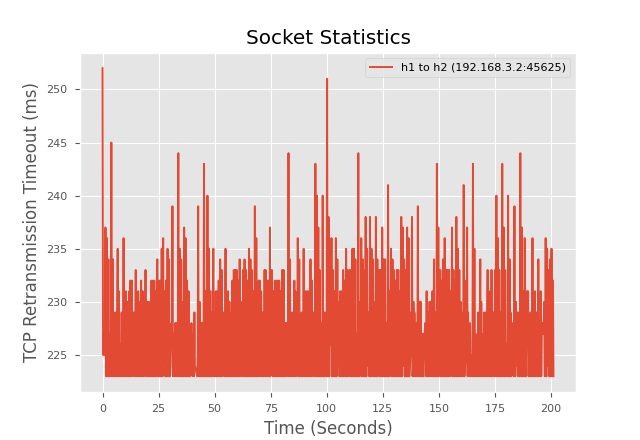 Socket Statistics
h1 to h2 (192.168.3.2:45625)
TCP Retransmission Timeout (ms)
250
245
240
235
230
225
0 25 50 75 100 125 150 175 200
Time (Seconds)